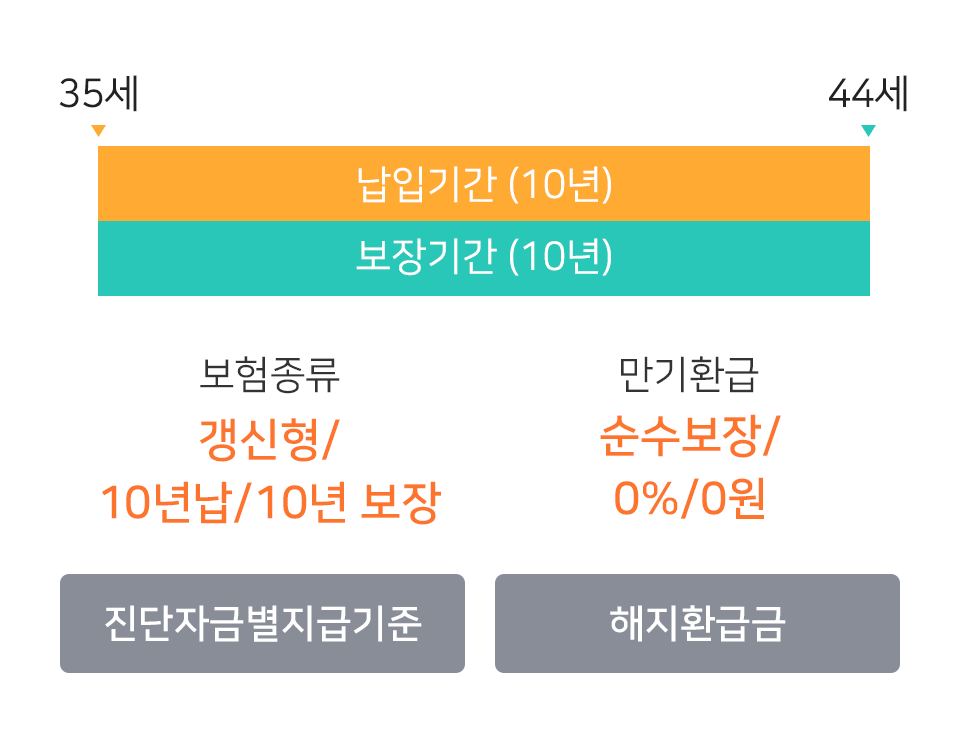 35세
44세
납입기간 (10년)
보장기간 (10년)
보험종류
갱신형/
10년납/10년 보장
만기환급
순수보장/
0%/0원
진단자금별지급기준
해지환급금